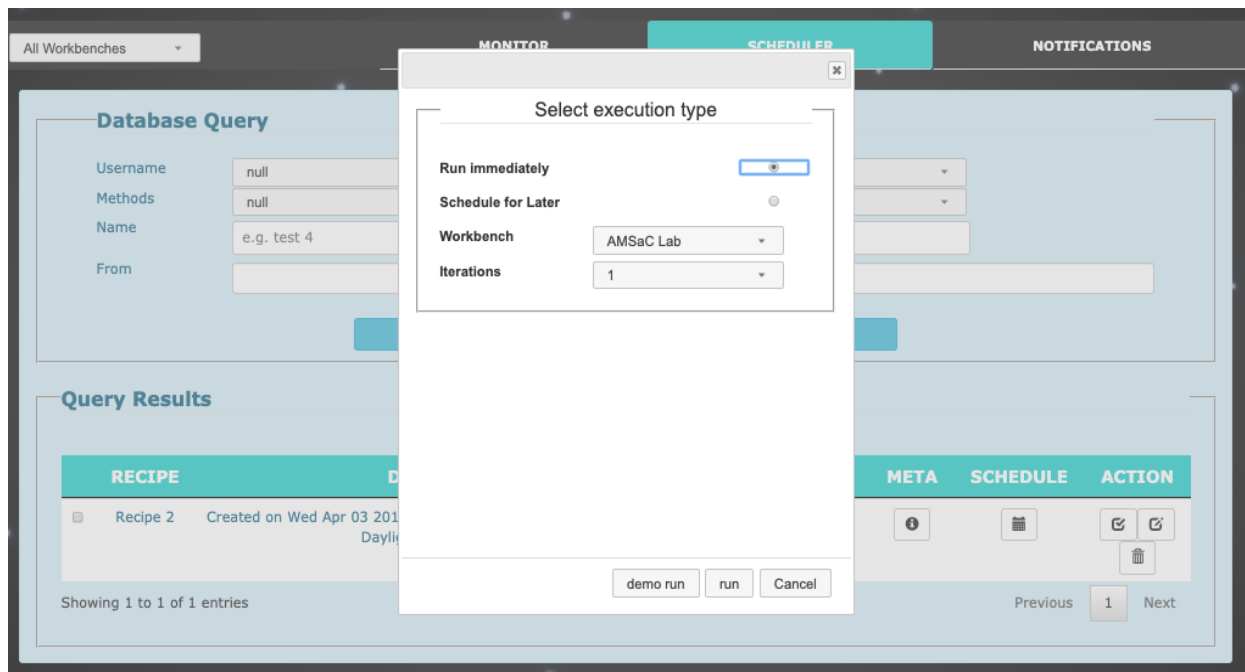 All Workbenches
MONITOR
SCHEDULER
NOTIFICATIONS
Select execution type
Run immediately
Schedule for Later
Workbench AMSaC Lab
Iterations 1
demo run run Cancel
Database Query
Username null
Methods null
Name e.g. test 4
From
Query Results
RECIPE D META SCHEDULE ACTION
Recipe 2 Created on Wed Apr 03 201
Dayli
Showing 1 to 1 of 1 entries
Previous 1 Next